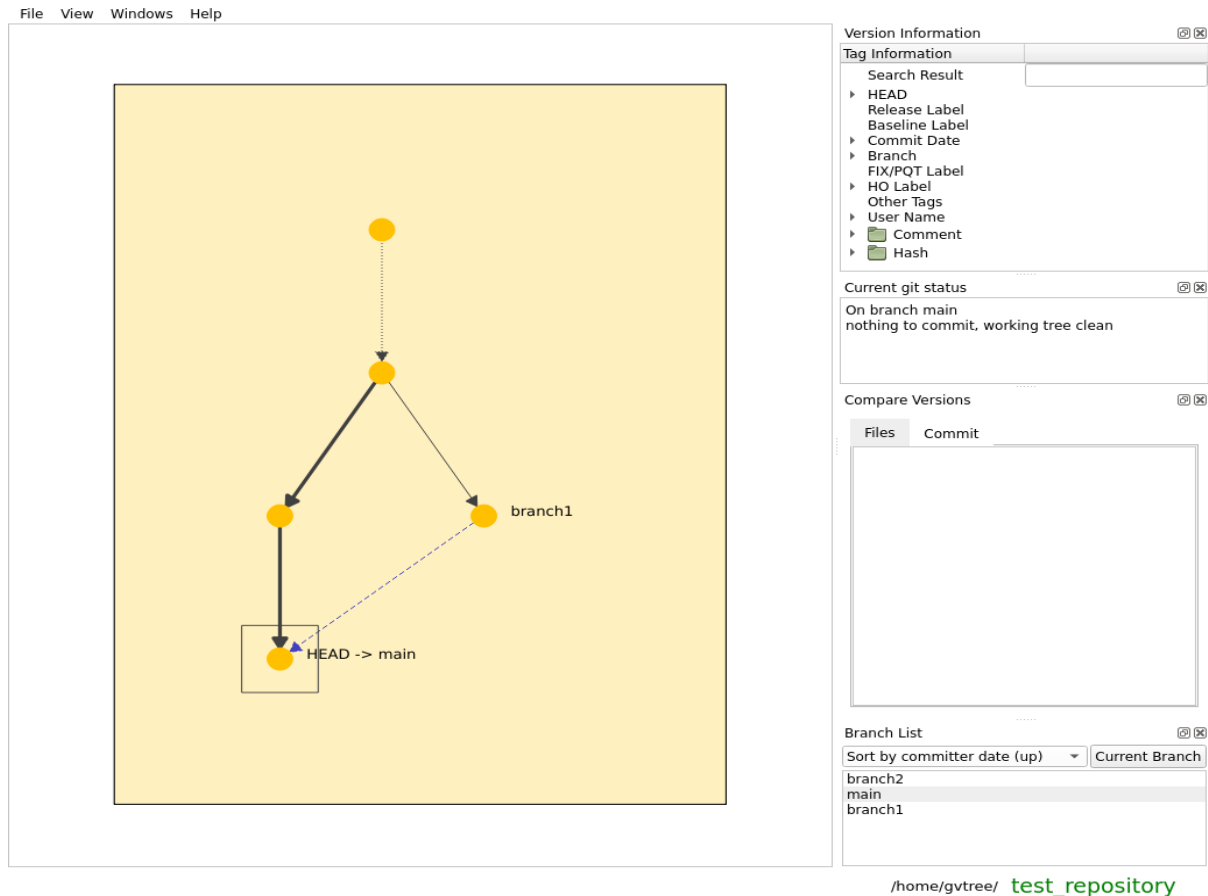 File View Windows Help
Version Information
Tag Information
Search Result
HEAD
Release Label
Baseline Label
Commit Date
Branch
FIX/PQT Label
HO Label
Other Tags
User Name
Comment
Hash
Current git status
On branch main
nothing to commit, working tree clean
Compare Versions
Files Commit
branch1
HEAD -> main
Branch List
Sort by committer date (up) Current Branch
branch2
main
branch1
/home/gvtree/ test_repository